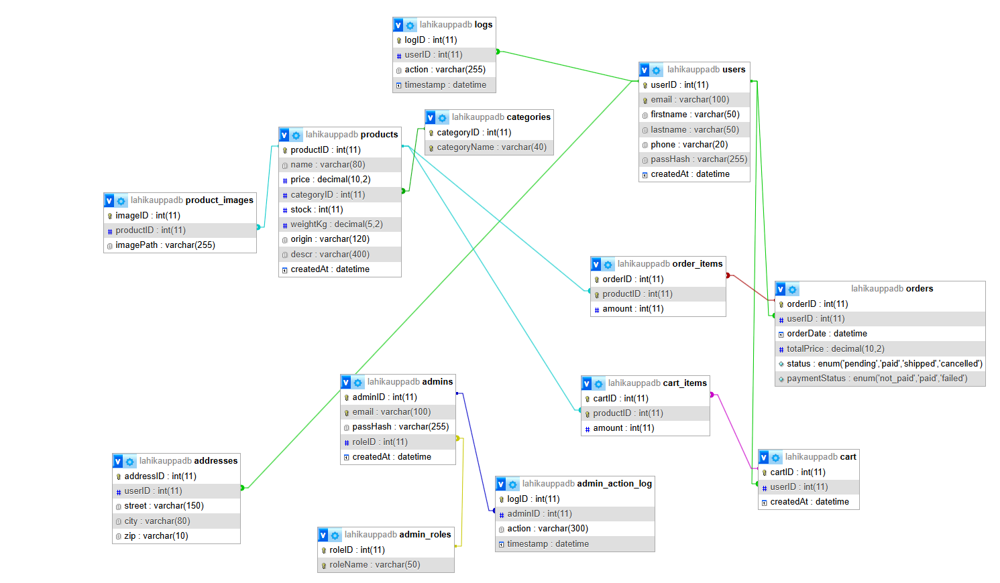 lahikauppadb logs
logID : int(11)
userID : int(11)
action : varchar(255)
timestamp : datetime
lahikauppadb users
userID : int(11)
email : varchar(100)
firstname : varchar(50)
lastname : varchar(50)
phone : varchar(20)
passHash : varchar(255)
createdAt : datetime
lahikauppadb categories
categoryID : int(11)
categoryName : varchar(40)
lahikauppadb products
productID : int(11)
name : varchar(80)
price : decimal(10,2)
categoryID : int(11)
stock : int(11)
weightKg : decimal(5,2)
origin : varchar(120)
descr : varchar(400)
createdAt : datetime
lahikauppadb product_images
imageID : int(11)
productID : int(11)
imagePath : varchar(255)
lahikauppadb order_items
orderID : int(11)
productID : int(11)
amount : int(11)
lahikauppadb orders
orderID : int(11)
userID : int(11)
orderDate : datetime
totalPrice : decimal(10,2)
status : enum('pending','paid','shipped','cancelled')
paymentStatus : enum('not_paid','paid','failed')
lahikauppadb admins
adminID : int(11)
email : varchar(100)
passHash : varchar(255)
roleID : int(11)
createdAt : datetime
lahikauppadb cart_items
cartID : int(11)
productID : int(11)
amount : int(11)
lahikauppadb cart
cartID : int(11)
userID : int(11)
createdAt : datetime
lahikauppadb addresses
addressID : int(11)
userID : int(11)
street : varchar(150)
city : varchar(80)
zip : varchar(10)
lahikauppadb admin_action_log
logID : int(11)
adminID : int(11)
action : varchar(300)
timestamp : datetime
lahikauppadb admin_roles
roleID : int(11)
roleName : varchar(50)